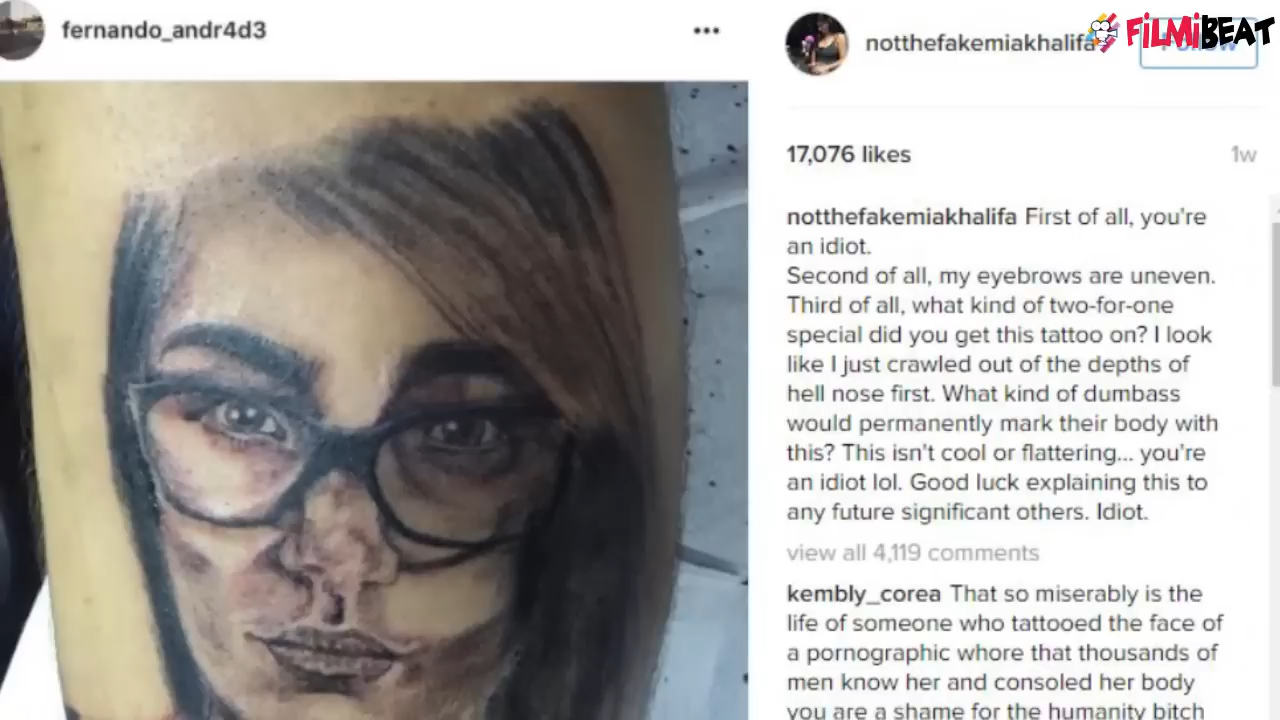 fernando_andr4d3
notthefakemiakhalifa
FiLMiBEAT
17,076 likes
1w
notthefakemiakhalifa First of all, you're
an idiot.
Second of all, my eyebrows are uneven.
Third of all, what kind of two-for-one
special did you get this tattoo on? I look
like I just crawled out of the depths of
hell nose first. What kind of dumbass
would permanently mark their body with
this? This isn't cool or flattering... you're
an idiot lol. Good luck explaining this to
any future significant others. Idiot.
view all 4,119 comments
kembly_corea That so miserably is the
life of someone who tattooed the face of
a pornographic whore that thousands of
men know her and consoled her body
you are a shame for the humanity bitch